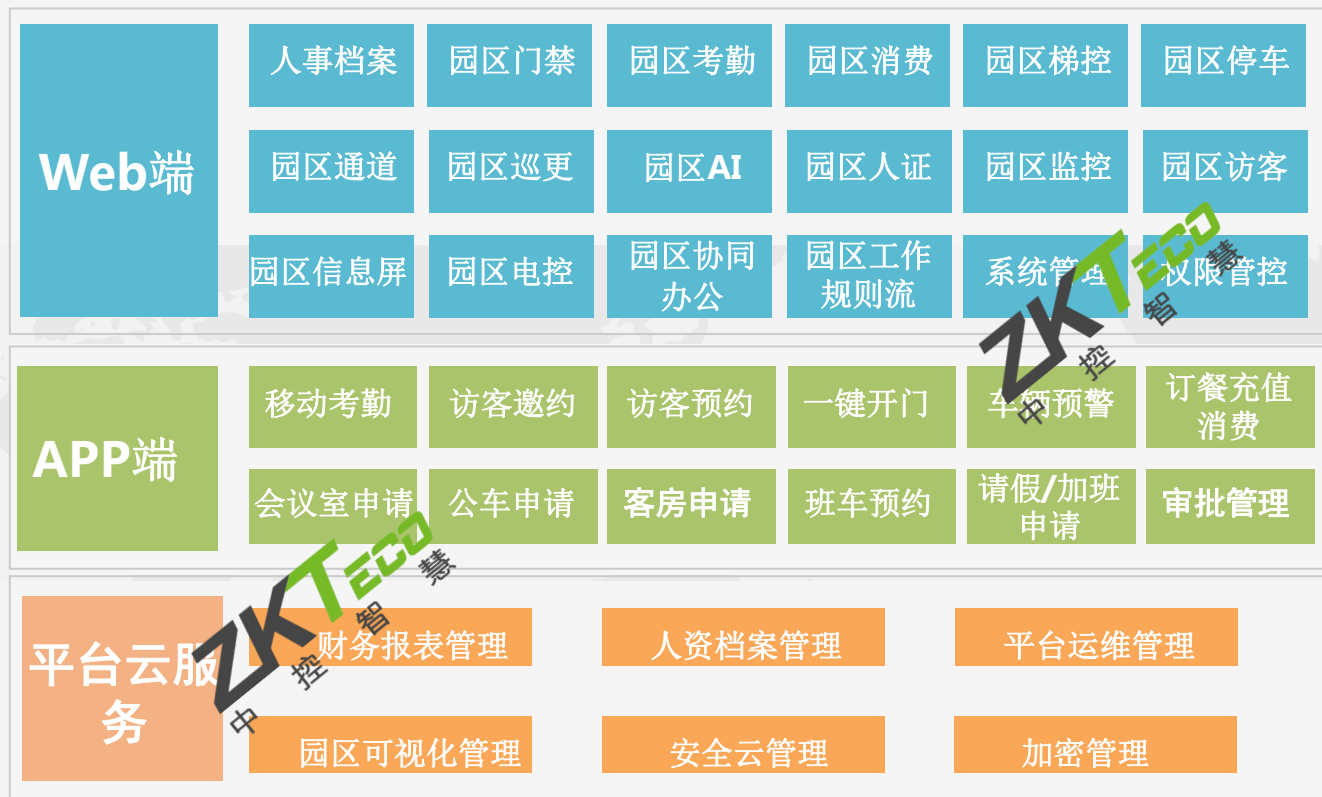 Web端
人事档案
园区门禁
园区考勤
园区消费
园区梯控
园区停车
园区通道
园区巡更
园区AI
园区人证
园区监控
园区访客
园区信息屏
园区电控
园区协同
办公
园区工作
规则流
系统管理
权限管控
ZKTeco
中控智慧
APP端
移动考勤
访客邀约
访客预约
一键开门
车辆预警
订餐充值
消费
会议室申请
公车申请
客房申请
班车预约
请假/加班
申请
审批管理
ZKTeco
中控智慧
平台云服
务
财务报表管理
人资档案管理
平台运维管理
园区可视化管理
安全云管理
加密管理